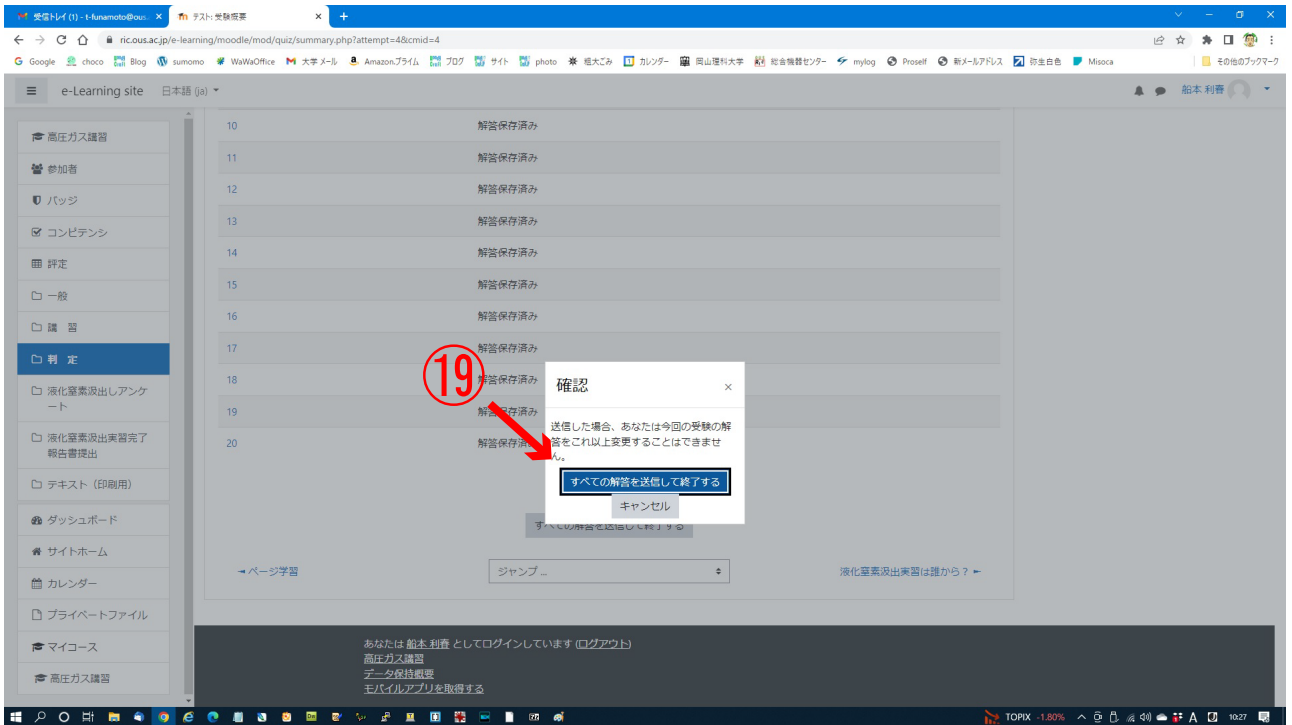 受信トレイ (1) - t-funamoto@ous.
テスト: 受験概要
ric.ous.ac.jp/e-learning/moodle/mod/quiz/summary.php?attempt=4&cmid=4
Google choco Blog sumomo WaWaOffice 大学メール Amazonプライム ブログ サイト photo 粗大ごみ カレンダー 岡山理科大学 総合機器センター mylog Proself 新メールアドレス 弥生白色 Misoca その他のブックマーク
e-Learning site 日本語 (ja)
船本 利春
高圧ガス講習
参加者
バッジ
コンピテンシ
評定
一般
講 習
判 定
液化窒素汲出しアンケ
ート
液化窒素汲出実習完了
報告書提出
テキスト（印刷用）
ダッシュボード
サイトホーム
カレンダー
プライベートファイル
マイコース
高圧ガス講習
10 解答保存済み
11 解答保存済み
12 解答保存済み
13 解答保存済み
14 解答保存済み
15 解答保存済み
16 解答保存済み
17 解答保存済み
18 解答保存済み
19 解答保存済み
20 解答保存済
⑲
確認 ×
送信した場合、あなたは今回の受験の解
答をこれ以上変更することはできませ
ん。
すべての解答を送信して終了する
キャンセル
すべての解答を送信して終了する
◄ ページ学習
ジャンプ ...
液化窒素汲出実習は誰から？ ►
あなたは 船本 利春 としてログインしています (ログアウト)
高圧ガス講習
データ保持概要
モバイルアプリを取得する
TOPIX -1.80% A 10:27